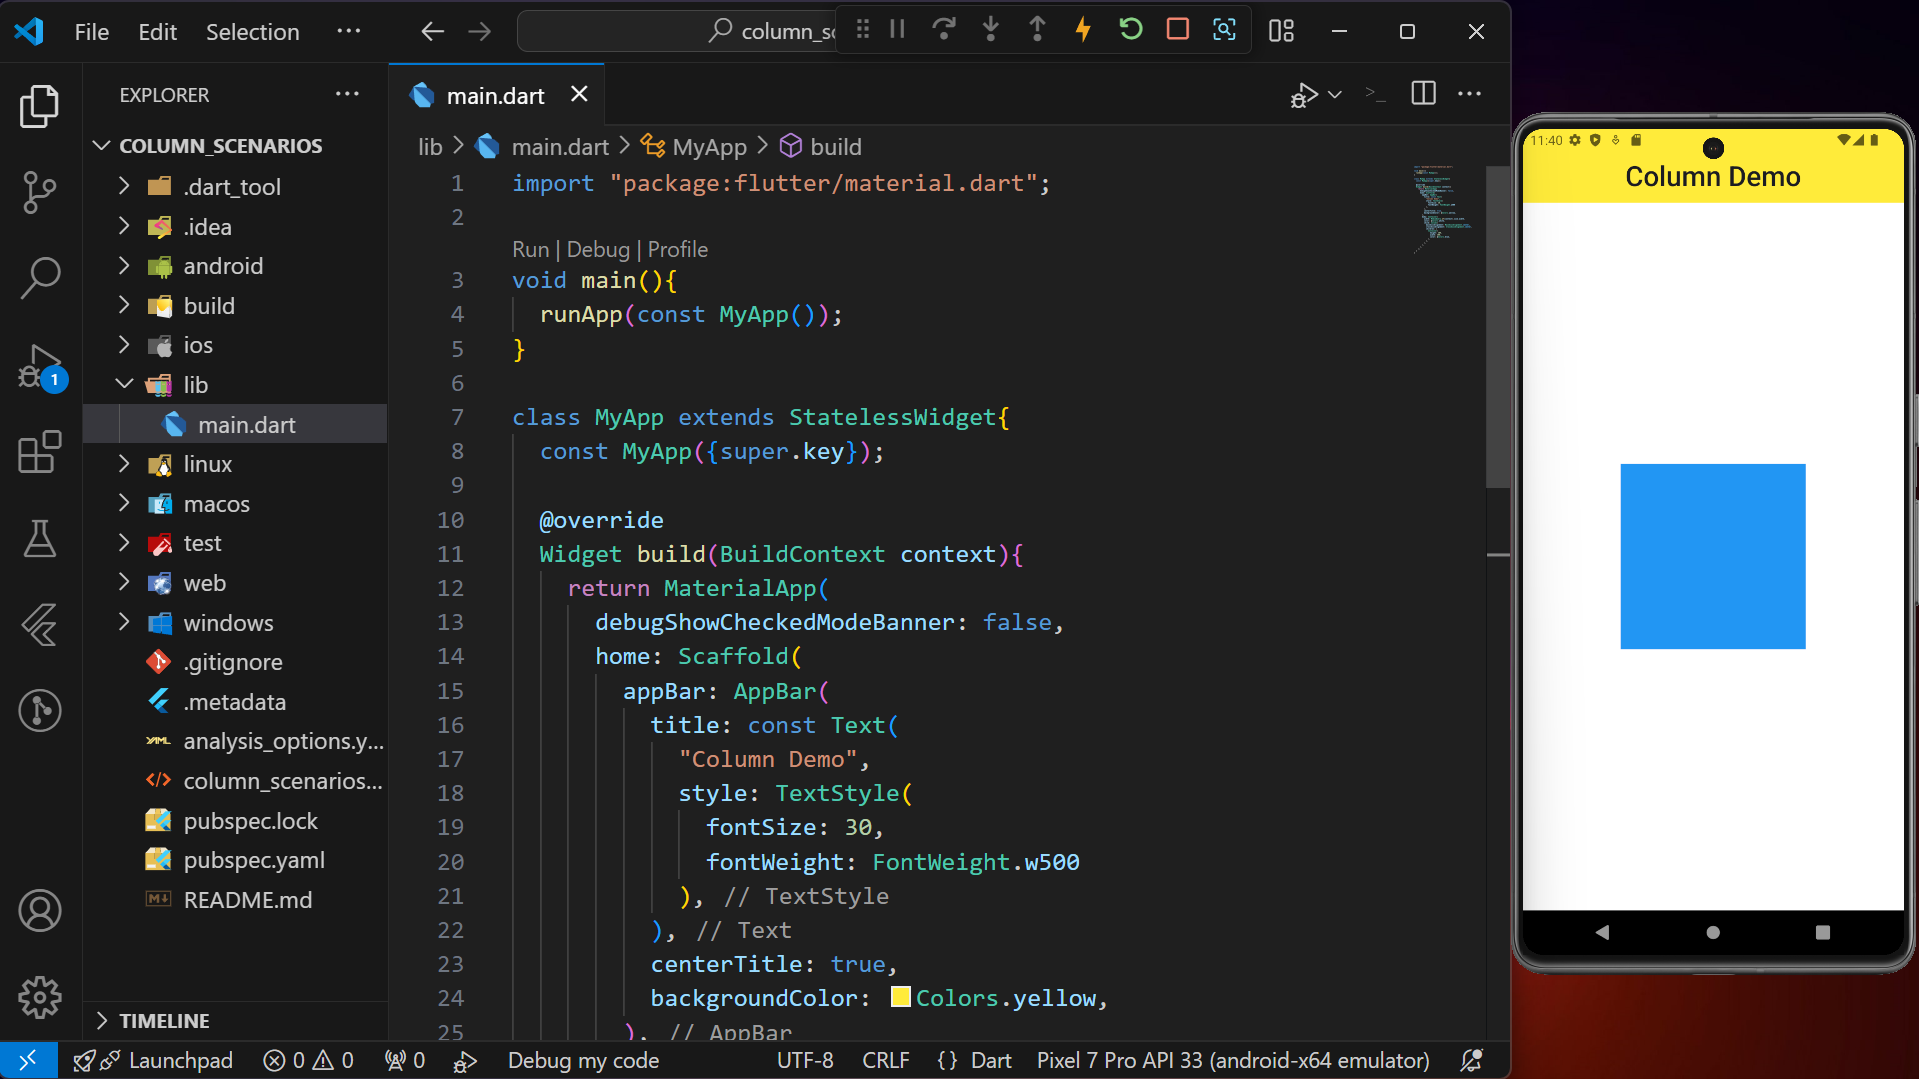 File Edit Selection ···
column_sc
EXPLORER
COLUMN_SCENARIOS
.dart_tool
.idea
android
build
ios
lib
main.dart
linux
macos
test
web
windows
.gitignore
.metadata
analysis_options.y...
column_scenarios...
pubspec.lock
pubspec.yaml
README.md
TIMELINE
1
main.dart
lib > main.dart > MyApp > build
1 import "package:flutter/material.dart";
2
Run | Debug | Profile
3 void main(){
4 runApp(const MyApp());
5 }
6
7 class MyApp extends StatelessWidget{
8 const MyApp({super.key});
9
10 @override
11 Widget build(BuildContext context){
12 return MaterialApp(
13 debugShowCheckedModeBanner: false,
14 home: Scaffold(
15 appBar: AppBar(
16 title: const Text(
17 "Column Demo",
18 style: TextStyle(
19 fontSize: 30,
20 fontWeight: FontWeight.w500
21 ), // TextStyle
22 ), // Text
23 centerTitle: true,
24 backgroundColor: Colors.yellow,
25 ), // AppBar
Launchpad 0 0 0 Debug my code UTF-8 CRLF {} Dart Pixel 7 Pro API 33 (android-x64 emulator)
11:40
Column Demo